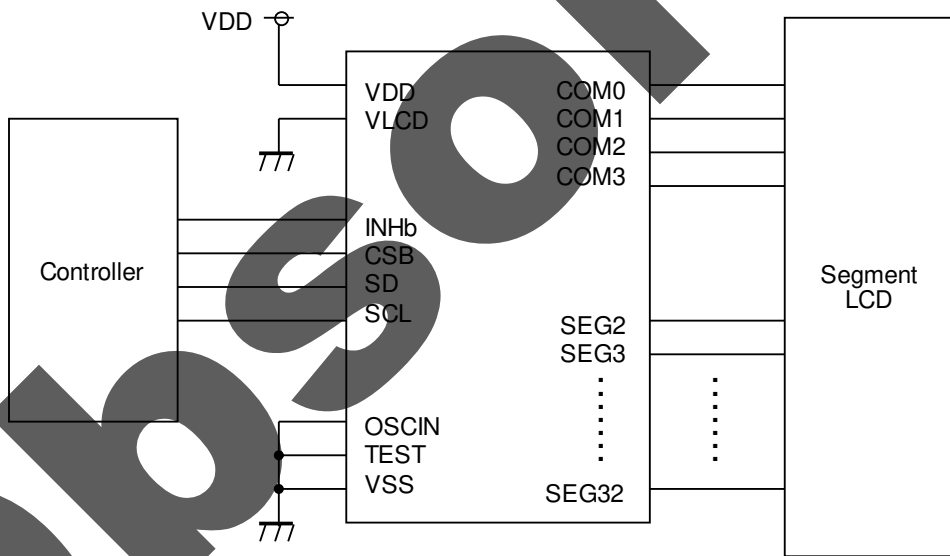 VDD
VDD
VLCD
INHb
CSB
SD
SCL
OSCIN
TEST
VSS
COM0
COM1
COM2
COM3
SEG2
SEG3
SEG32
Controller
Segment
LCD